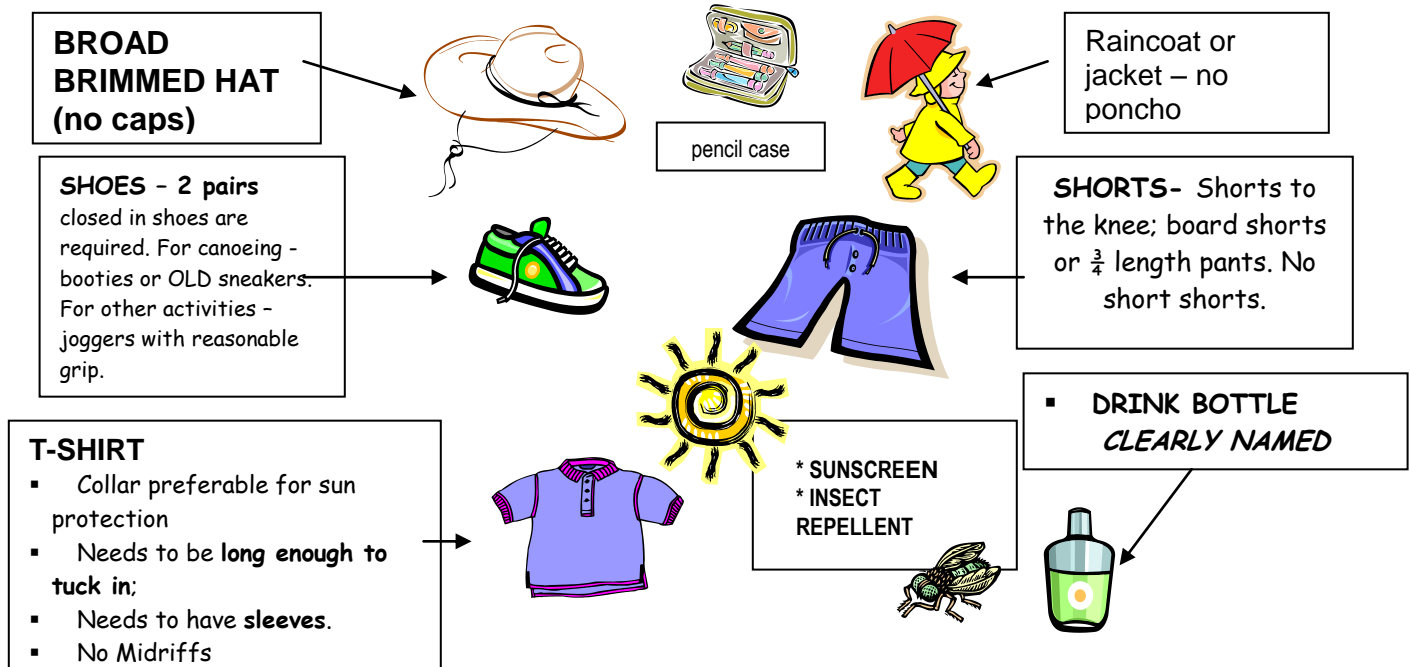 BROAD
BRIMMED HAT
(no caps)
pencil case
Raincoat or
jacket – no
poncho
SHOES – 2 pairs
closed in shoes are
required. For canoeing -
booties or OLD sneakers.
For other activities –
joggers with reasonable
grip.
SHORTS- Shorts to
the knee; board shorts
or ¾ length pants. No
short shorts.
T-SHIRT
▪ Collar preferable for sun
protection
▪ Needs to be long enough to
tuck in;
▪ Needs to have sleeves.
▪ No Midriffs
* SUNSCREEN
* INSECT
REPELLENT
▪ DRINK BOTTLE
CLEARLY NAMED